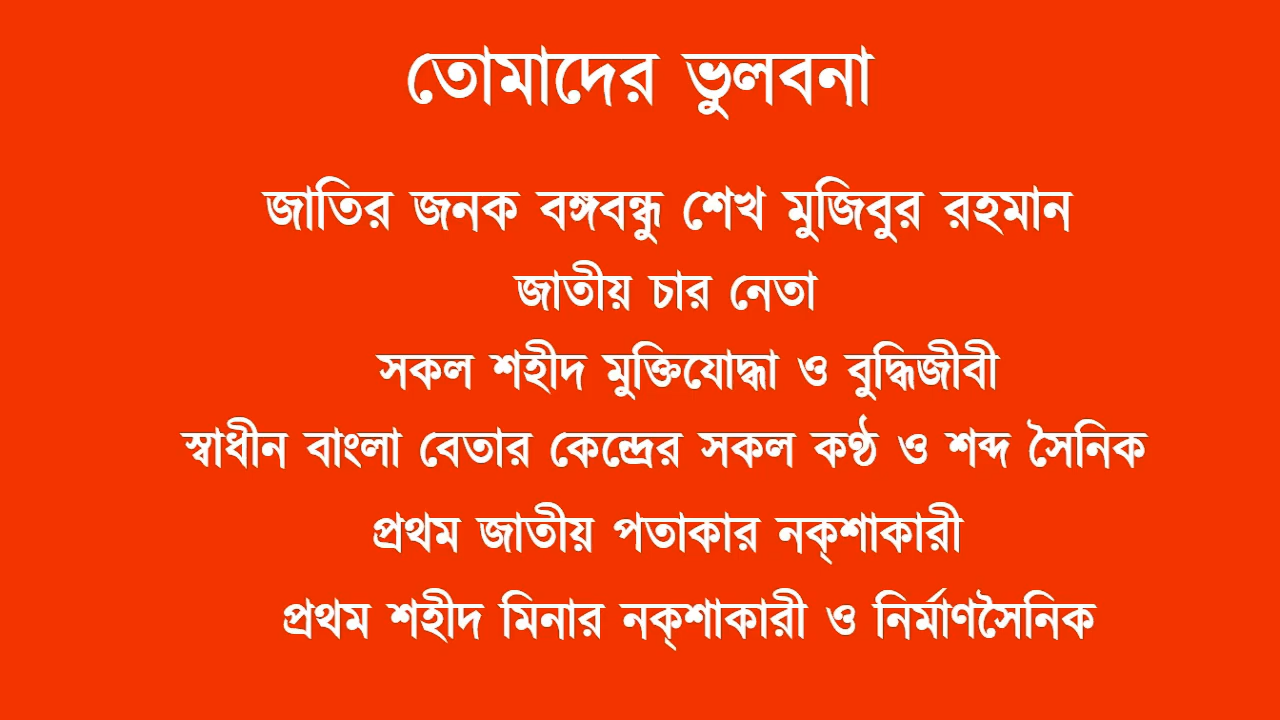 তোমাদের ভুলবনা
জাতির জনক বঙ্গবন্ধু শেখ মুজিবুর রহমান
জাতীয় চার নেতা
সকল শহীদ মুক্তিযোদ্ধা ও বুদ্ধিজীবী
স্বাধীন বাংলা বেতার কেন্দ্রের সকল কণ্ঠ ও শব্দ সৈনিক
প্রথম জাতীয় পতাকার নক্‌শাকারী
প্রথম শহীদ মিনার নক্‌শাকারী ও নির্মাণসৈনিক